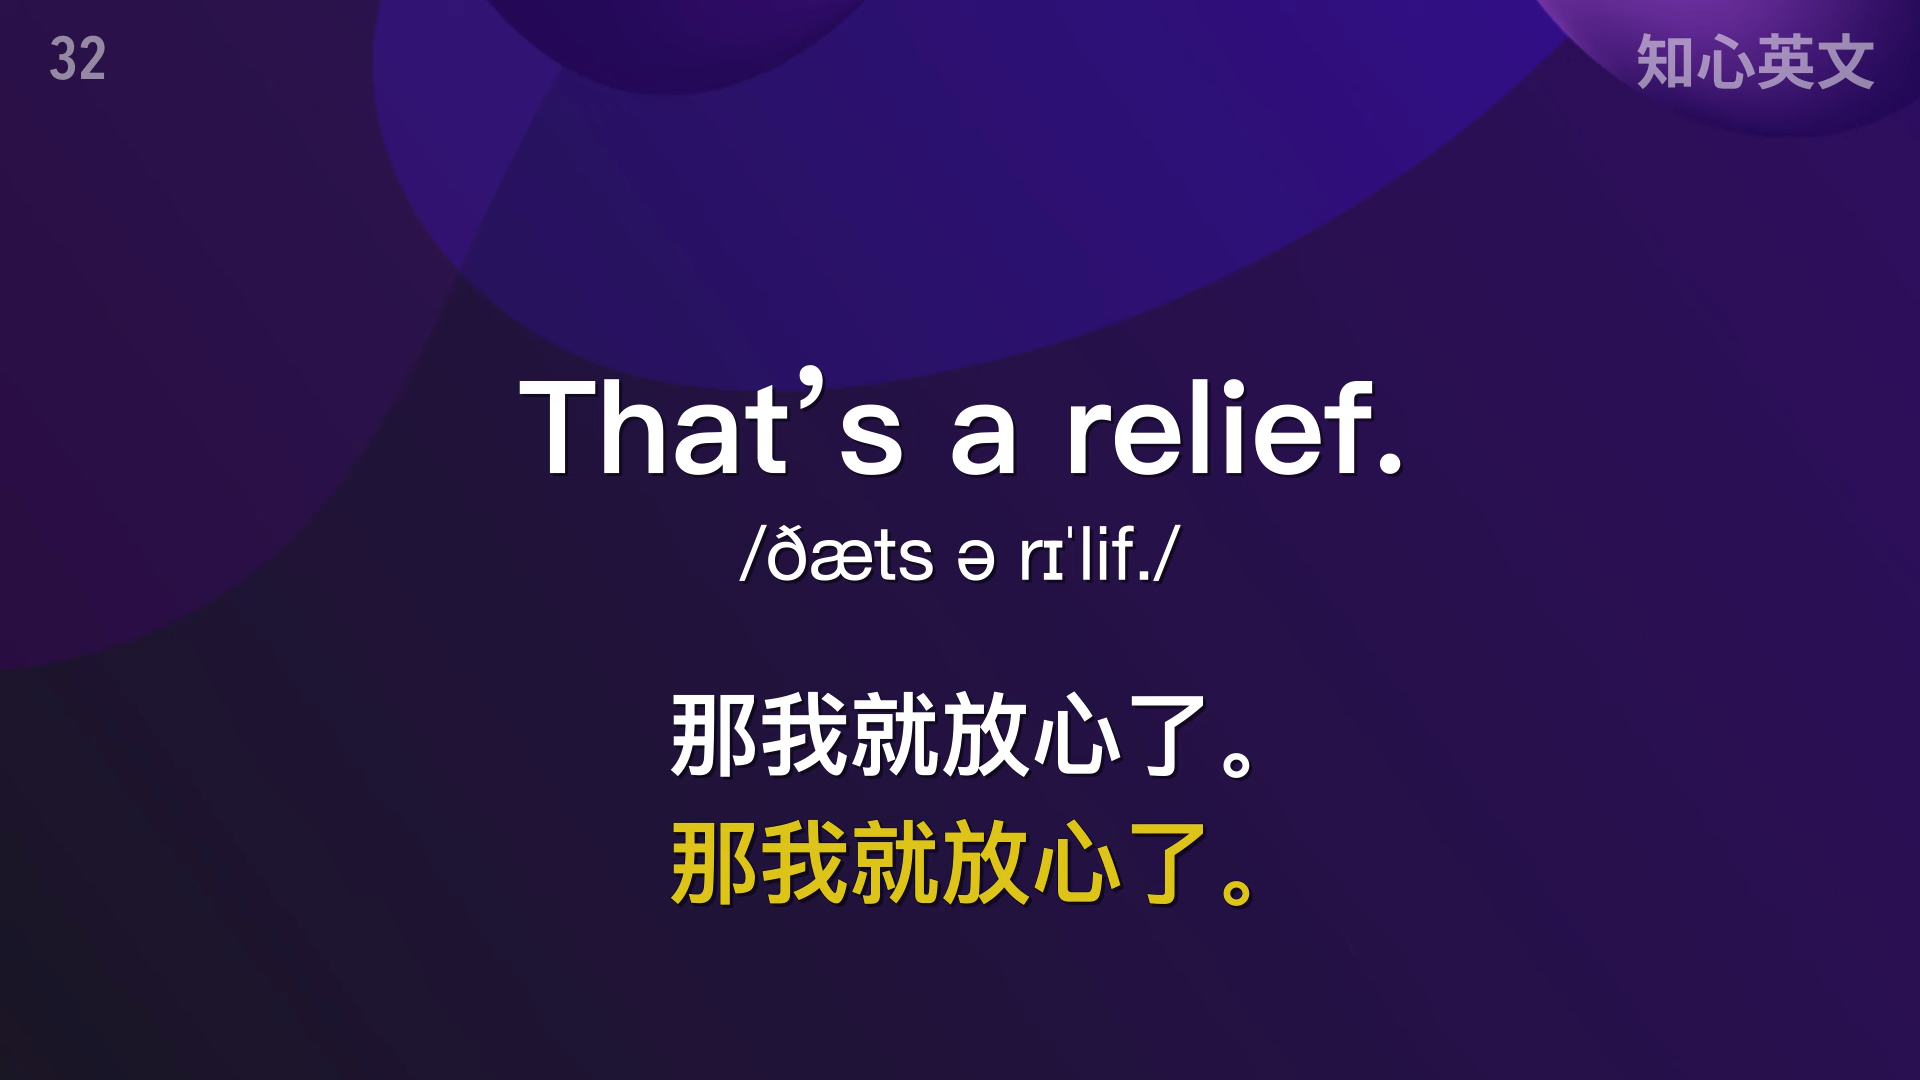 32
知心英文
That’s a relief.
/ðæts ə rɪˈlif./
那我就放心了。
那我就放心了。